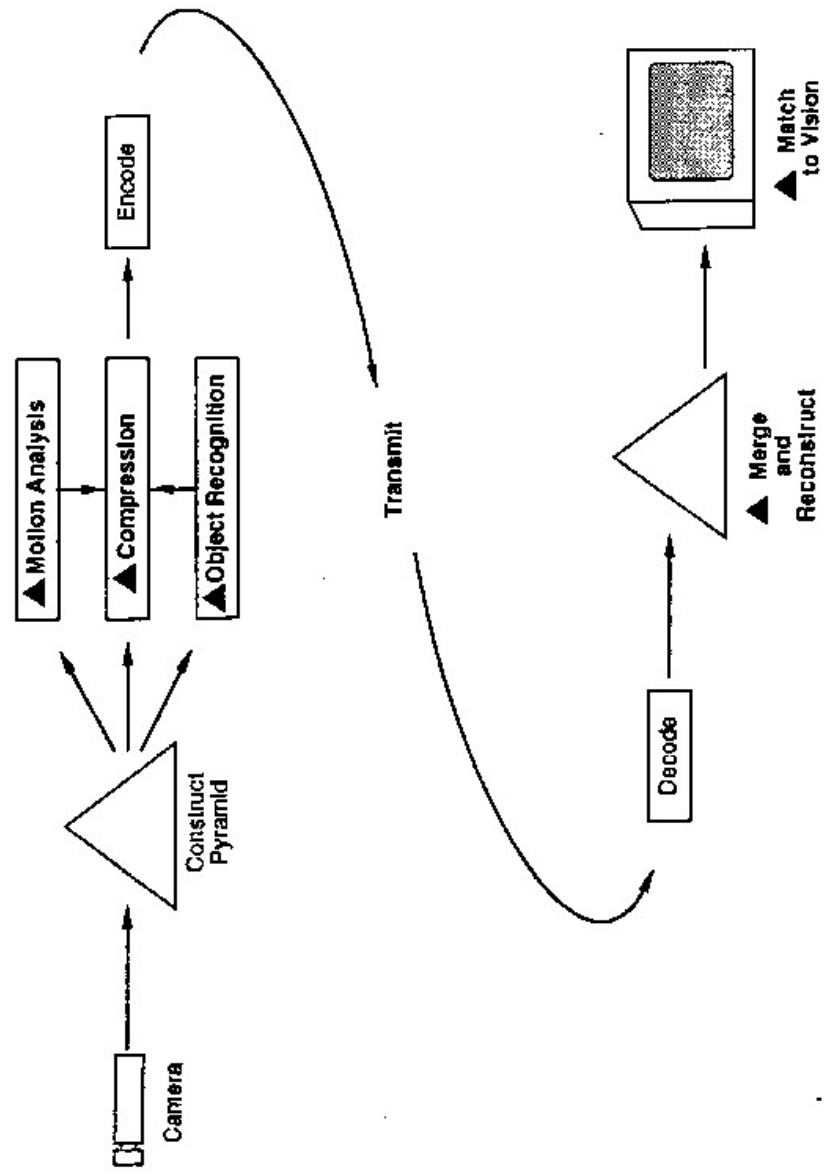 Camera
Construct
Pyramid
Motion Analysis
Compression
Object Recognition
Encode
Transmit
Decode
Merge
and
Reconstruct
Match
to Vision